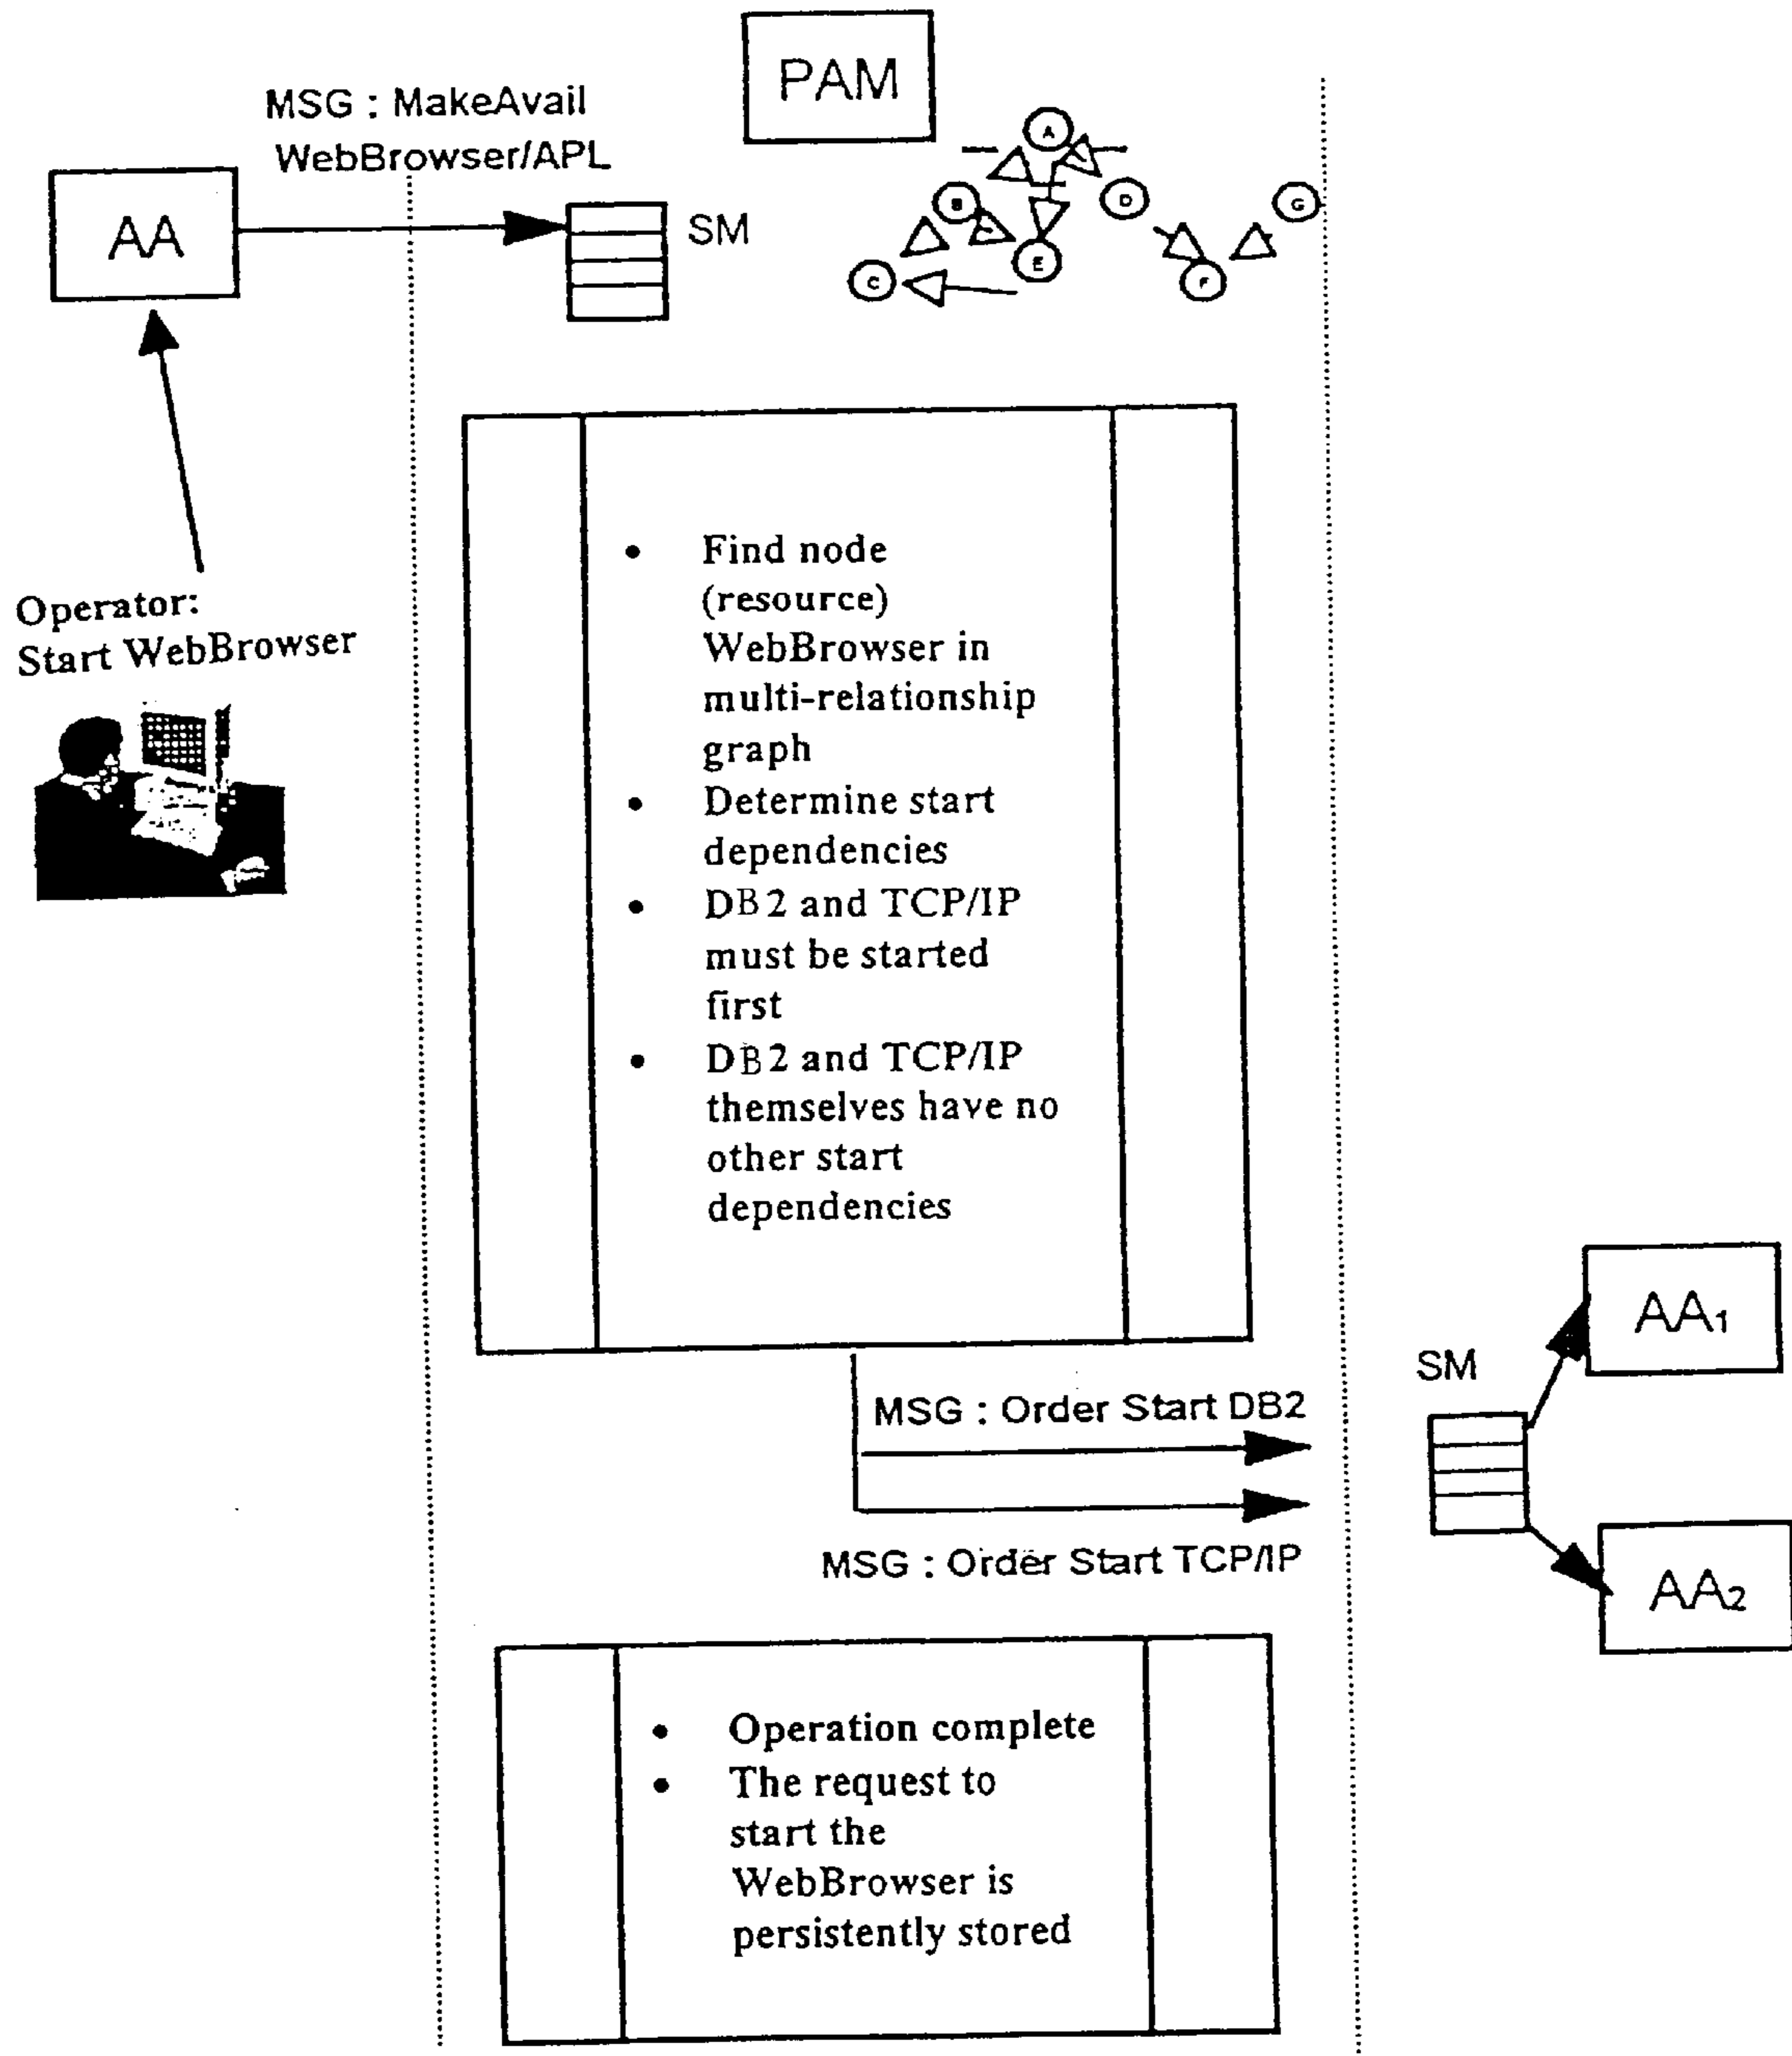 PAM
MSG : MakeAvail
WebBrowser/APL
AA
SM
A
B
D
G
C
E
F
Operator:
Start WebBrowser
• Find node
(resource)
WebBrowser in
multi-relationship
graph
• Determine start
dependencies
• DB2 and TCP/IP
must be started
first
• DB2 and TCP/IP
themselves have no
other start
dependencies
AA1
SM
MSG : Order Start DB2
MSG : Order Start TCP/IP
AA2
• Operation complete
• The request to
start the
WebBrowser is
persistently stored